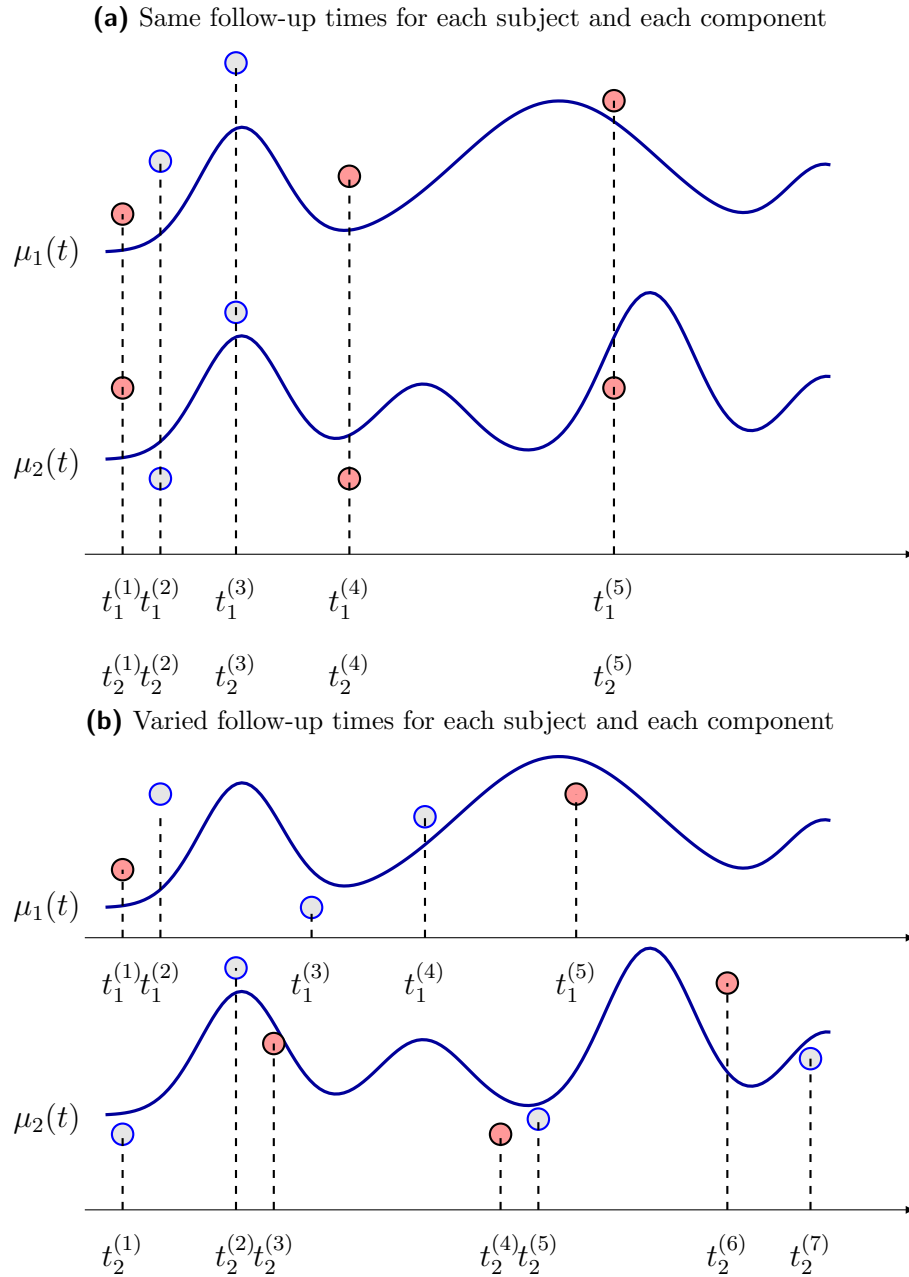 (a) Same follow-up times for each subject and each component
μ₁(t)
μ₂(t)
t₁⁽¹⁾ t₁⁽²⁾ t₁⁽³⁾ t₁⁽⁴⁾ t₁⁽⁵⁾
t₂⁽¹⁾ t₂⁽²⁾ t₂⁽³⁾ t₂⁽⁴⁾ t₂⁽⁵⁾
(b) Varied follow-up times for each subject and each component
μ₁(t)
t₁⁽¹⁾ t₁⁽²⁾ t₁⁽³⁾ t₁⁽⁴⁾ t₁⁽⁵⁾
μ₂(t)
t₂⁽¹⁾ t₂⁽²⁾ t₂⁽³⁾ t₂⁽⁴⁾ t₂⁽⁵⁾ t₂⁽⁶⁾ t₂⁽⁷⁾